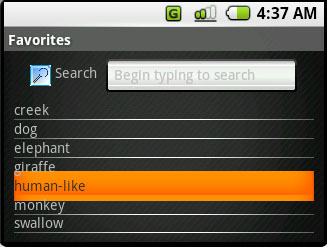 G 4:37 AM
Favorites
Search Begin typing to search
creek
dog
elephant
giraffe
human-like
monkey
swallow